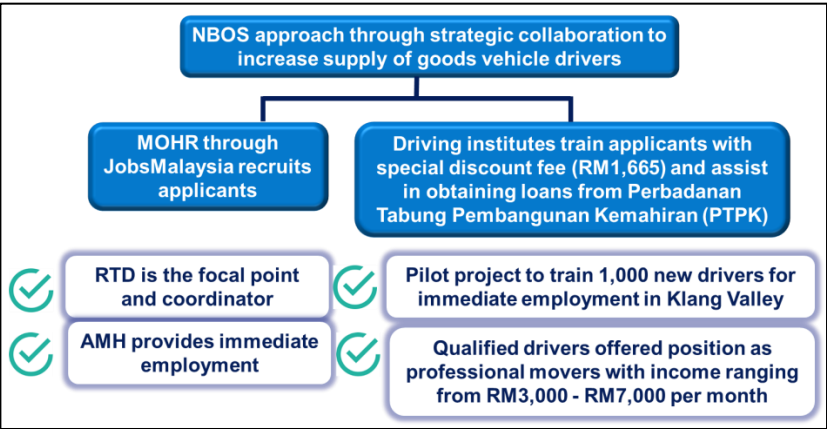 NBOS approach through strategic collaboration to
increase supply of goods vehicle drivers
MOHR through
JobsMalaysia recruits
applicants
Driving institutes train applicants with
special discount fee (RM1,665) and assist
in obtaining loans from Perbadanan
Tabung Pembangunan Kemahiran (PTPK)
RTD is the focal point
and coordinator
Pilot project to train 1,000 new drivers for
immediate employment in Klang Valley
AMH provides immediate
employment
Qualified drivers offered position as
professional movers with income ranging
from RM3,000 - RM7,000 per month